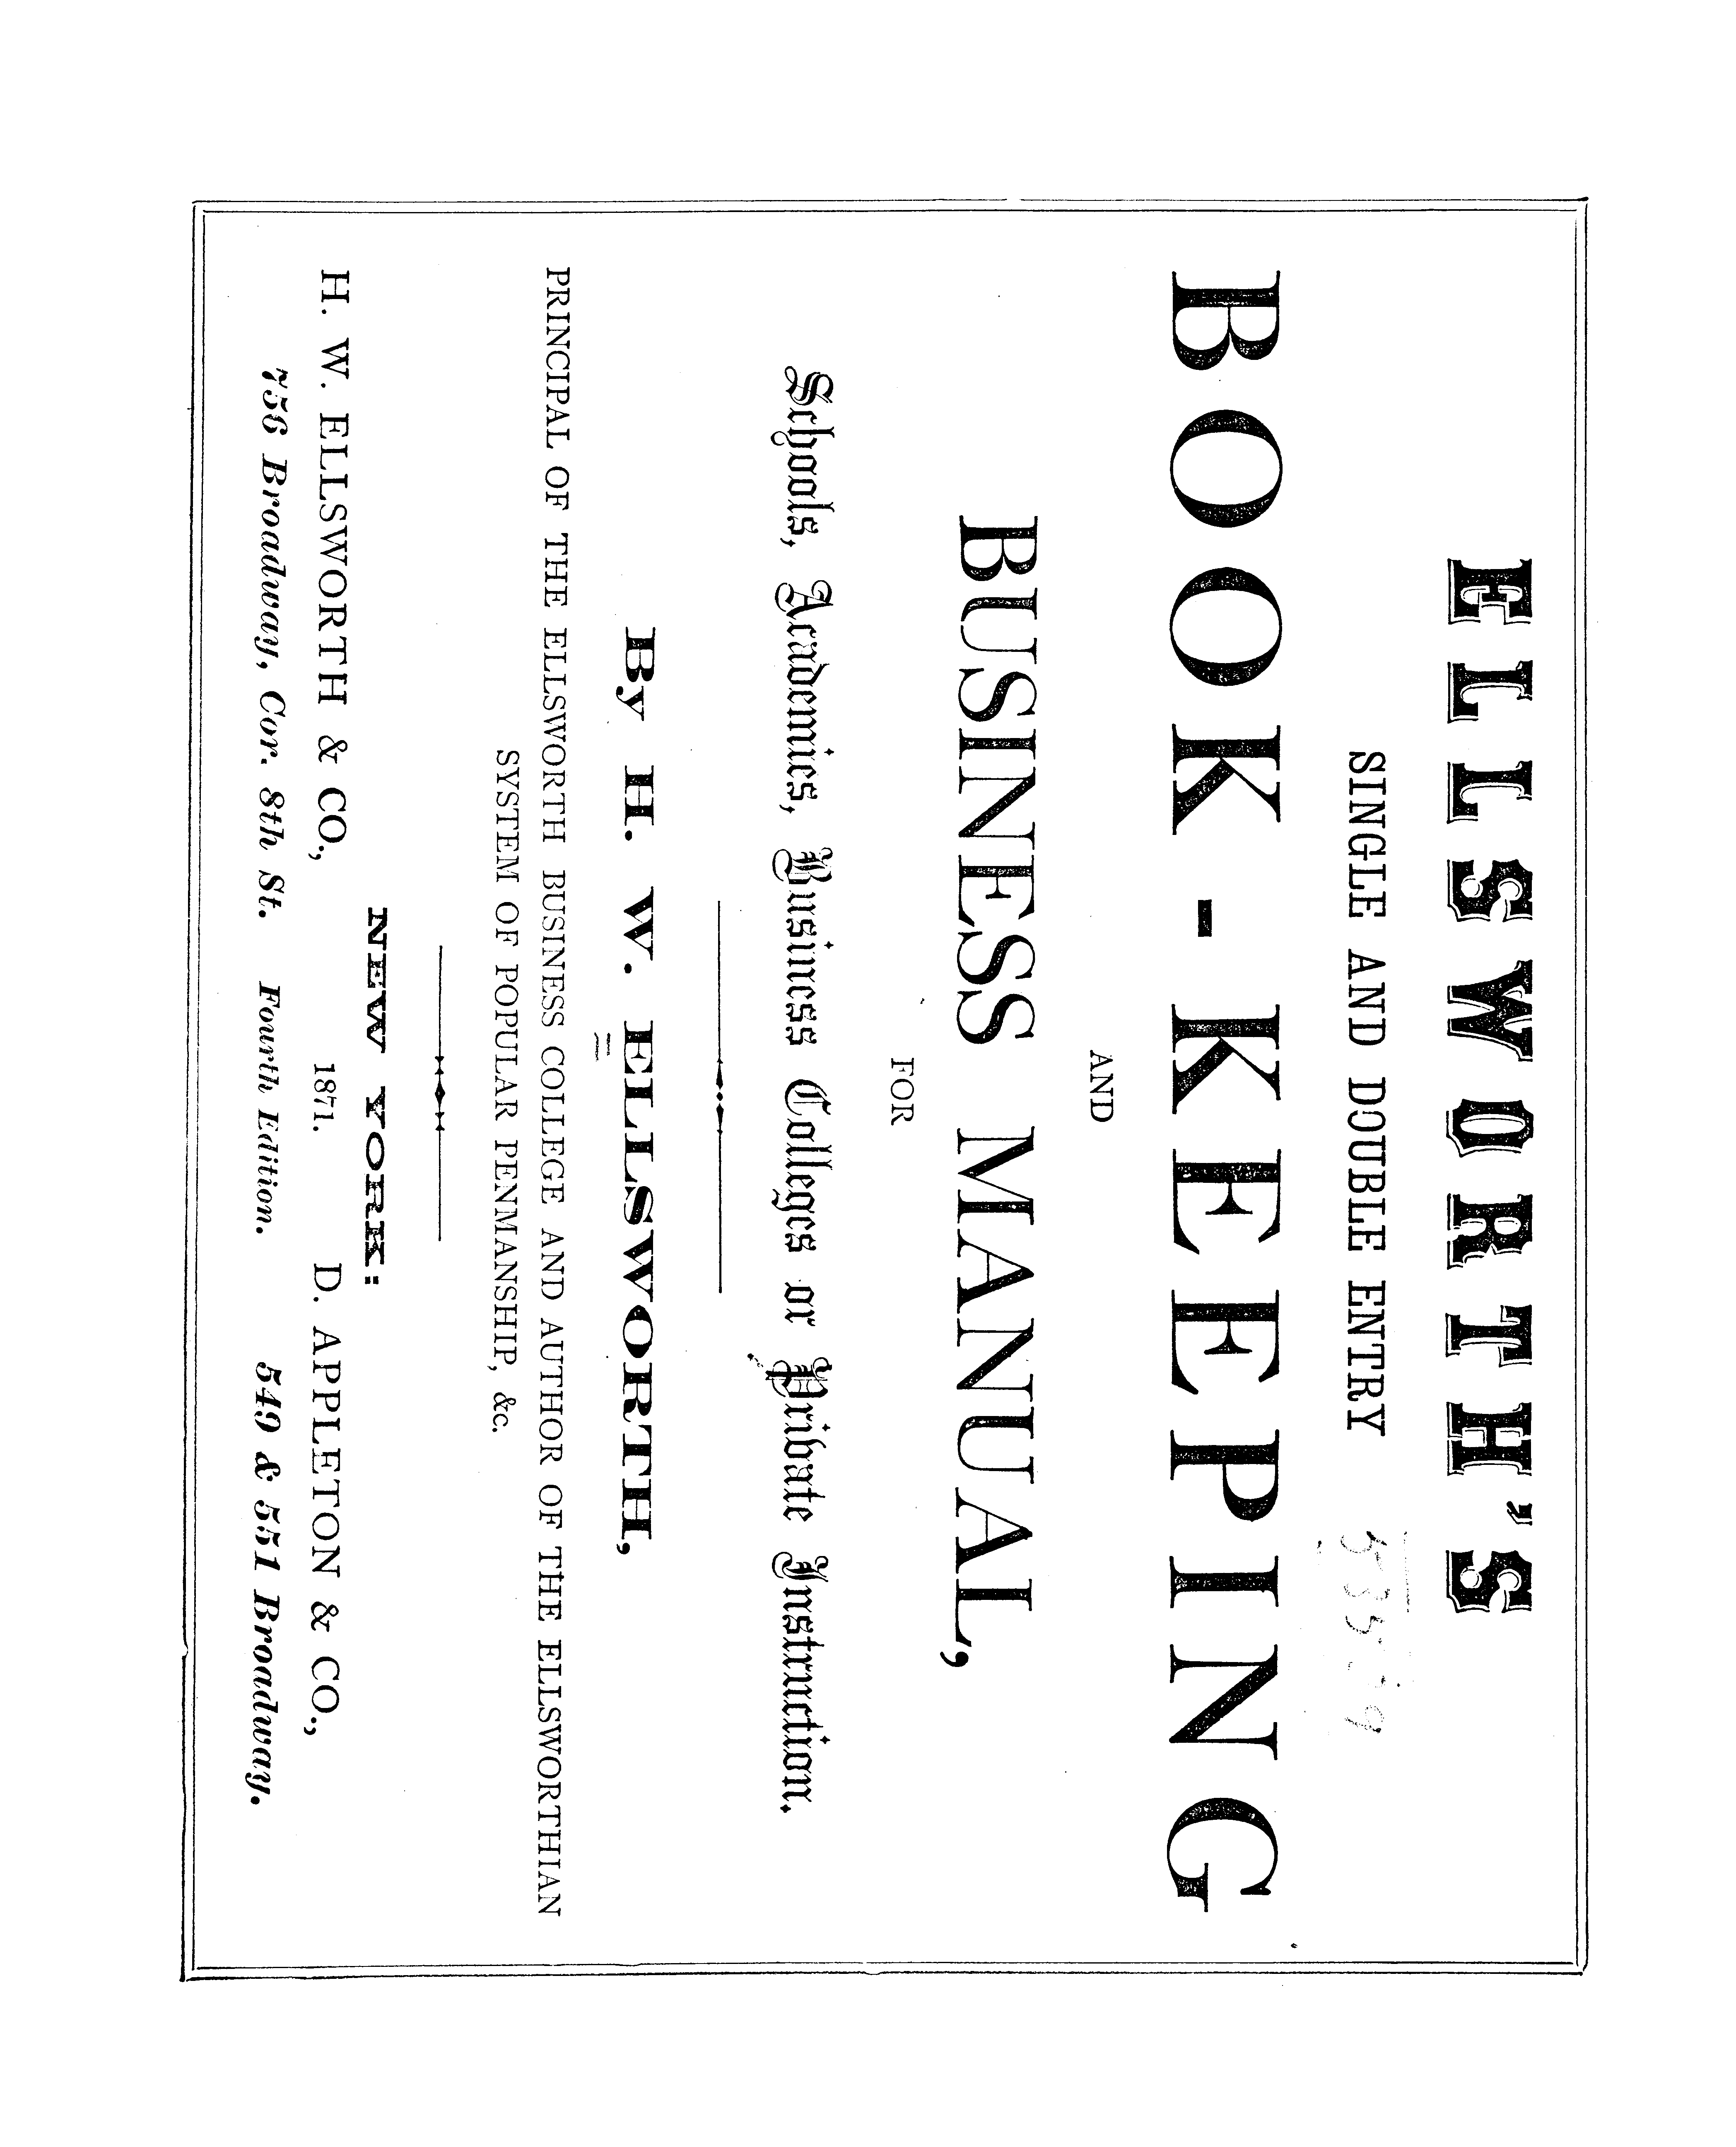 ELLSWORTH'S
SINGLE AND DOUBLE ENTRY
BOOK-KEEPING
AND
BUSINESS MANUAL,
FOR
Schools, Academies, Business Colleges or Private Instruction.
By H. W. ELLSWORTH,
PRINCIPAL OF THE ELLSWORTH BUSINESS COLLEGE AND AUTHOR OF THE ELLSWORTHIAN
SYSTEM OF POPULAR PENMANSHIP, &c.
NEW YORK:
H. W. ELLSWORTH & CO., 1871. D. APPLETON & CO.,
756 Broadway, Cor. 8th St. Fourth Edition. 549 & 551 Broadway.